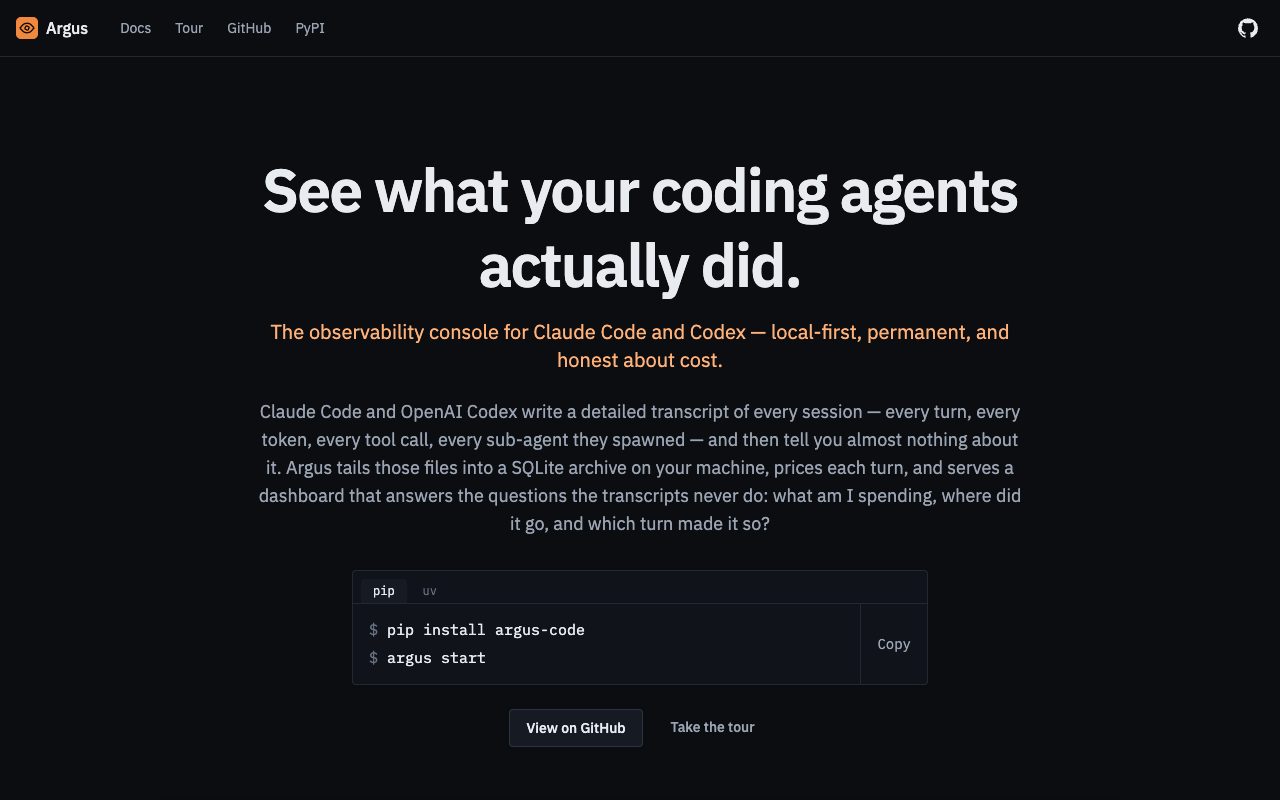 Argus
Docs
Tour
GitHub
PyPI
See what your coding agents
actually did.
The observability console for Claude Code and Codex — local-first, permanent, and
honest about cost.
Claude Code and OpenAI Codex write a detailed transcript of every session — every turn, every
token, every tool call, every sub-agent they spawned — and then tell you almost nothing about
it. Argus tails those files into a SQLite archive on your machine, prices each turn, and serves a
dashboard that answers the questions the transcripts never do: what am I spending, where did
it go, and which turn made it so?
pip
uv
$ pip install argus-code
$ argus start
Copy
View on GitHub
Take the tour